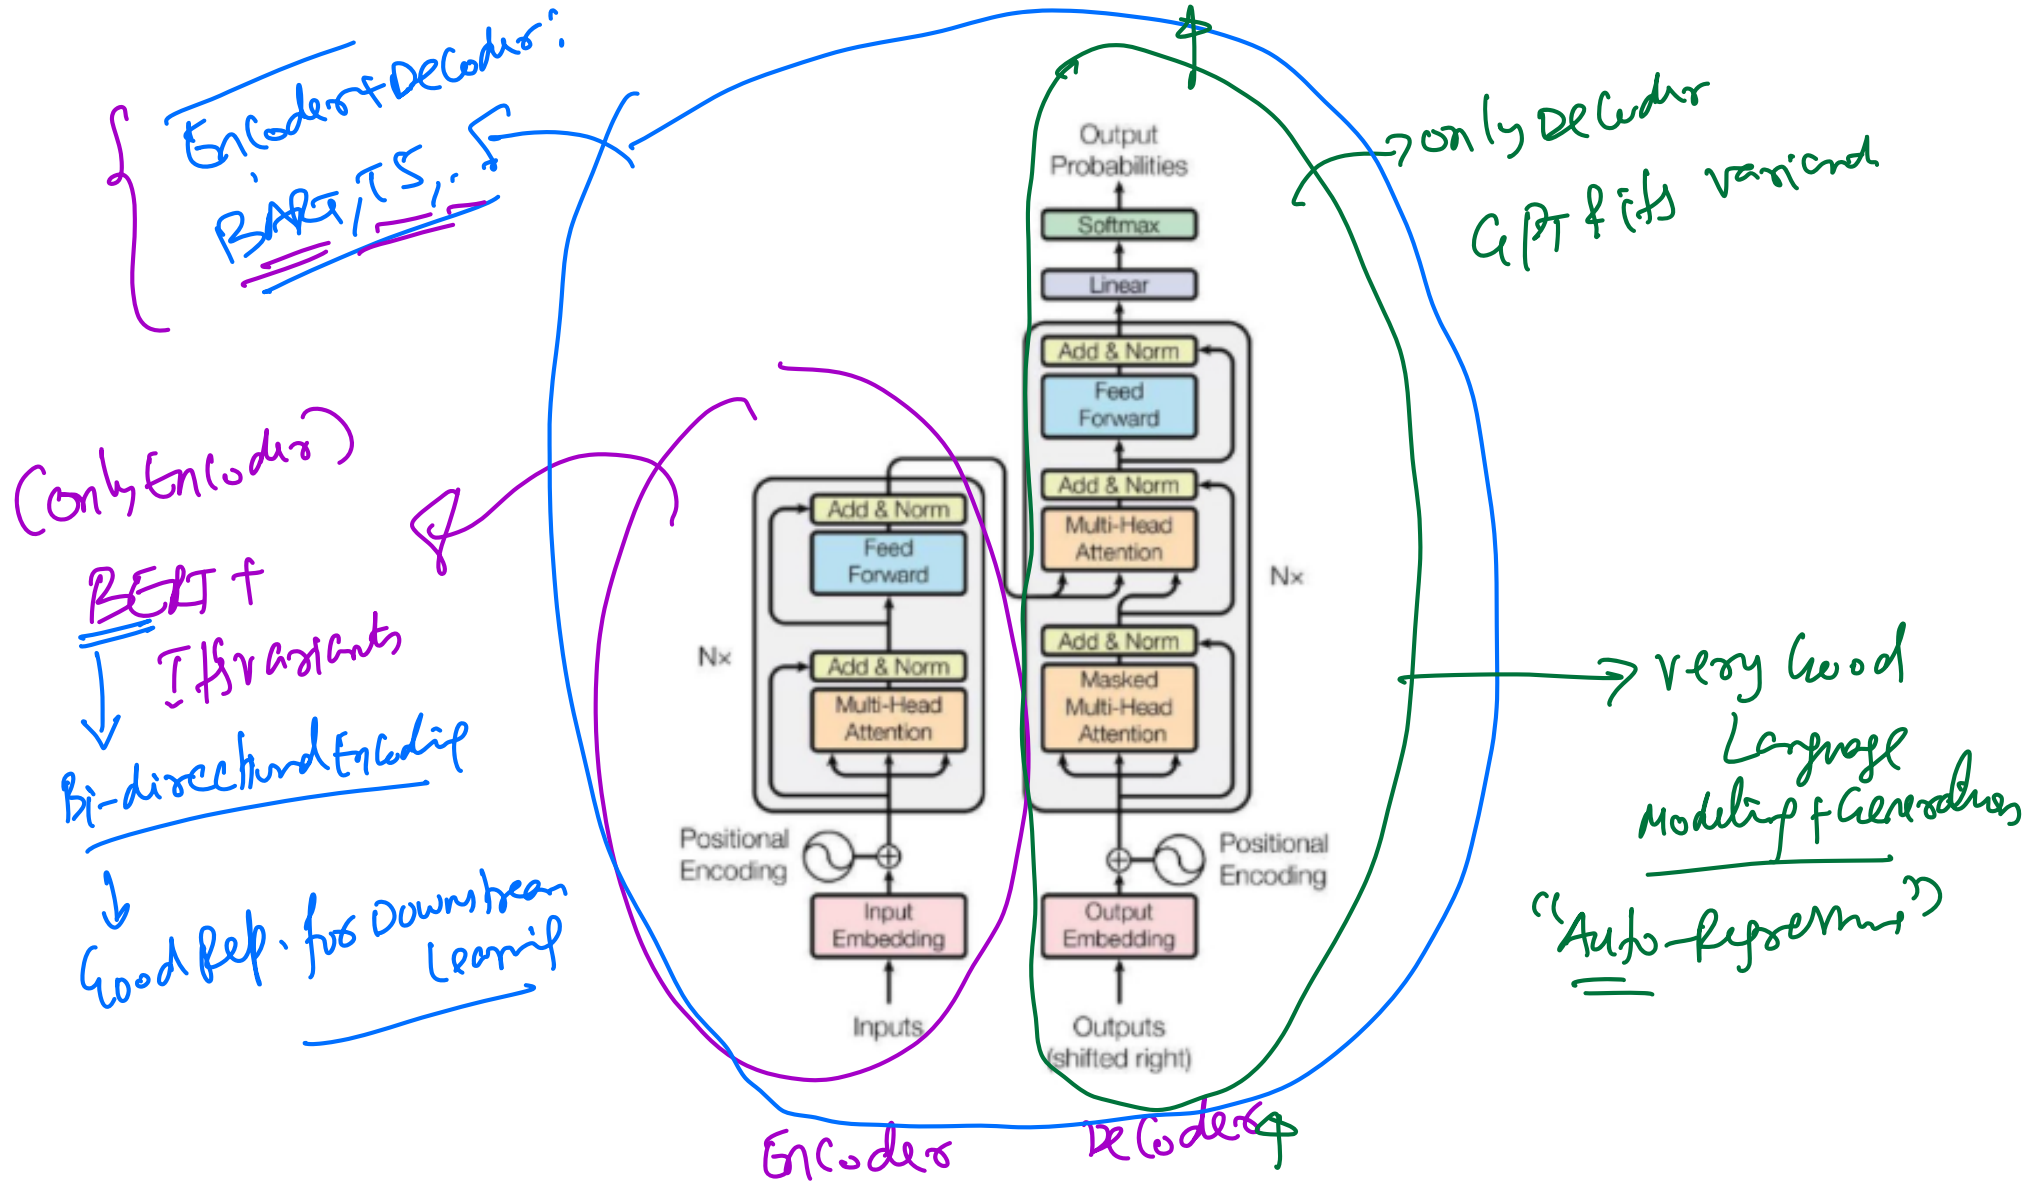 Encoder+Decoder:
BART, T5, ..
(only Encoder)
BERT +
Its variants
Bi-directional Encoding
Good Rep. for Downstream
Learning
Output
Probabilities
Softmax
Linear
Add & Norm
Feed
Forward
Add & Norm
Multi-Head
Attention
Add & Norm
Masked
Multi-Head
Attention
Nx
Positional
Encoding
Output
Embedding
Outputs
(shifted right)
Add & Norm
Feed
Forward
Add & Norm
Multi-Head
Attention
Nx
Positional
Encoding
Input
Embedding
Inputs
Encoder
Decoder
only Decoder
GPT & its variant
Very Good
Language
Modeling + Generation
"Auto-Regressive"